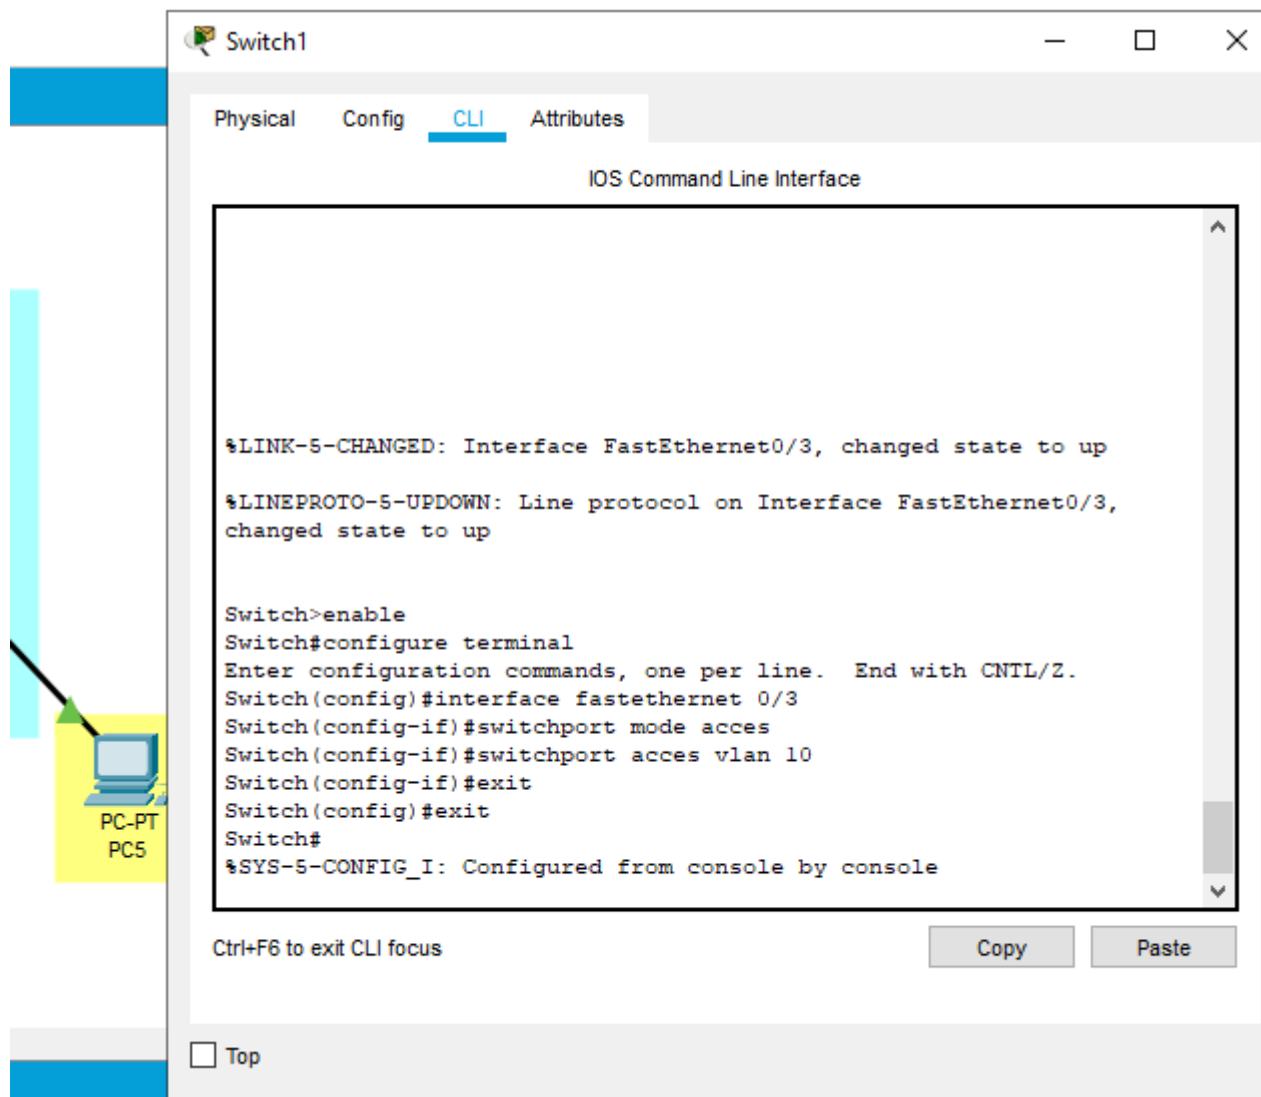 Switch1
Physical Config CLI Attributes
IOS Command Line Interface
%LINK-5-CHANGED: Interface FastEthernet0/3, changed state to up
%LINEPROTO-5-UPDOWN: Line protocol on Interface FastEthernet0/3,
changed state to up
Switch>enable
Switch#configure terminal
Enter configuration commands, one per line.  End with CNTL/Z.
Switch(config)#interface fastethernet 0/3
Switch(config-if)#switchport mode acces
Switch(config-if)#switchport acces vlan 10
Switch(config-if)#exit
Switch(config)#exit
Switch#
%SYS-5-CONFIG_I: Configured from console by console
PC-PT
PC5
Ctrl+F6 to exit CLI focus
Copy Paste
Top